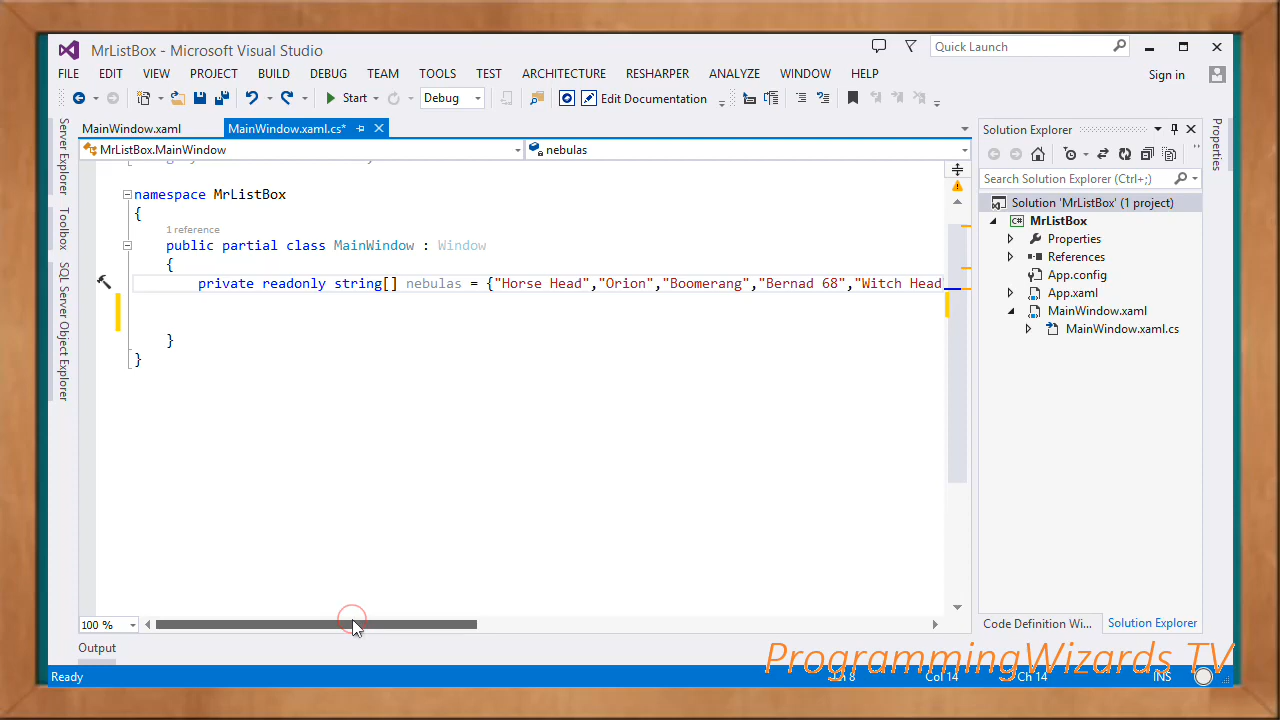 MrListBox - Microsoft Visual Studio
Quick Launch
FILE EDIT VIEW PROJECT BUILD DEBUG TEAM TOOLS TEST ARCHITECTURE RESHARPER ANALYZE WINDOW HELP
Sign in
Start Debug Edit Documentation
Server Explorer
Toolbox
SQL Server Object Explorer
MainWindow.xaml MainWindow.xaml.cs*
MrListBox.MainWindow nebulas
namespace MrListBox
{
1 reference
public partial class MainWindow : Window
{
private readonly string[] nebulas = {"Horse Head","Orion","Boomerang","Bernad 68","Witch Head
}
}
100 %
Output
Solution Explorer
Search Solution Explorer (Ctrl+;)
Solution 'MrListBox' (1 project)
C# MrListBox
Properties
References
App.config
App.xaml
MainWindow.xaml
MainWindow.xaml.cs
Code Definition Wi... Solution Explorer
Properties
ProgrammingWizards TV
Ready Ln 8 Col 14 Ch 14 INS